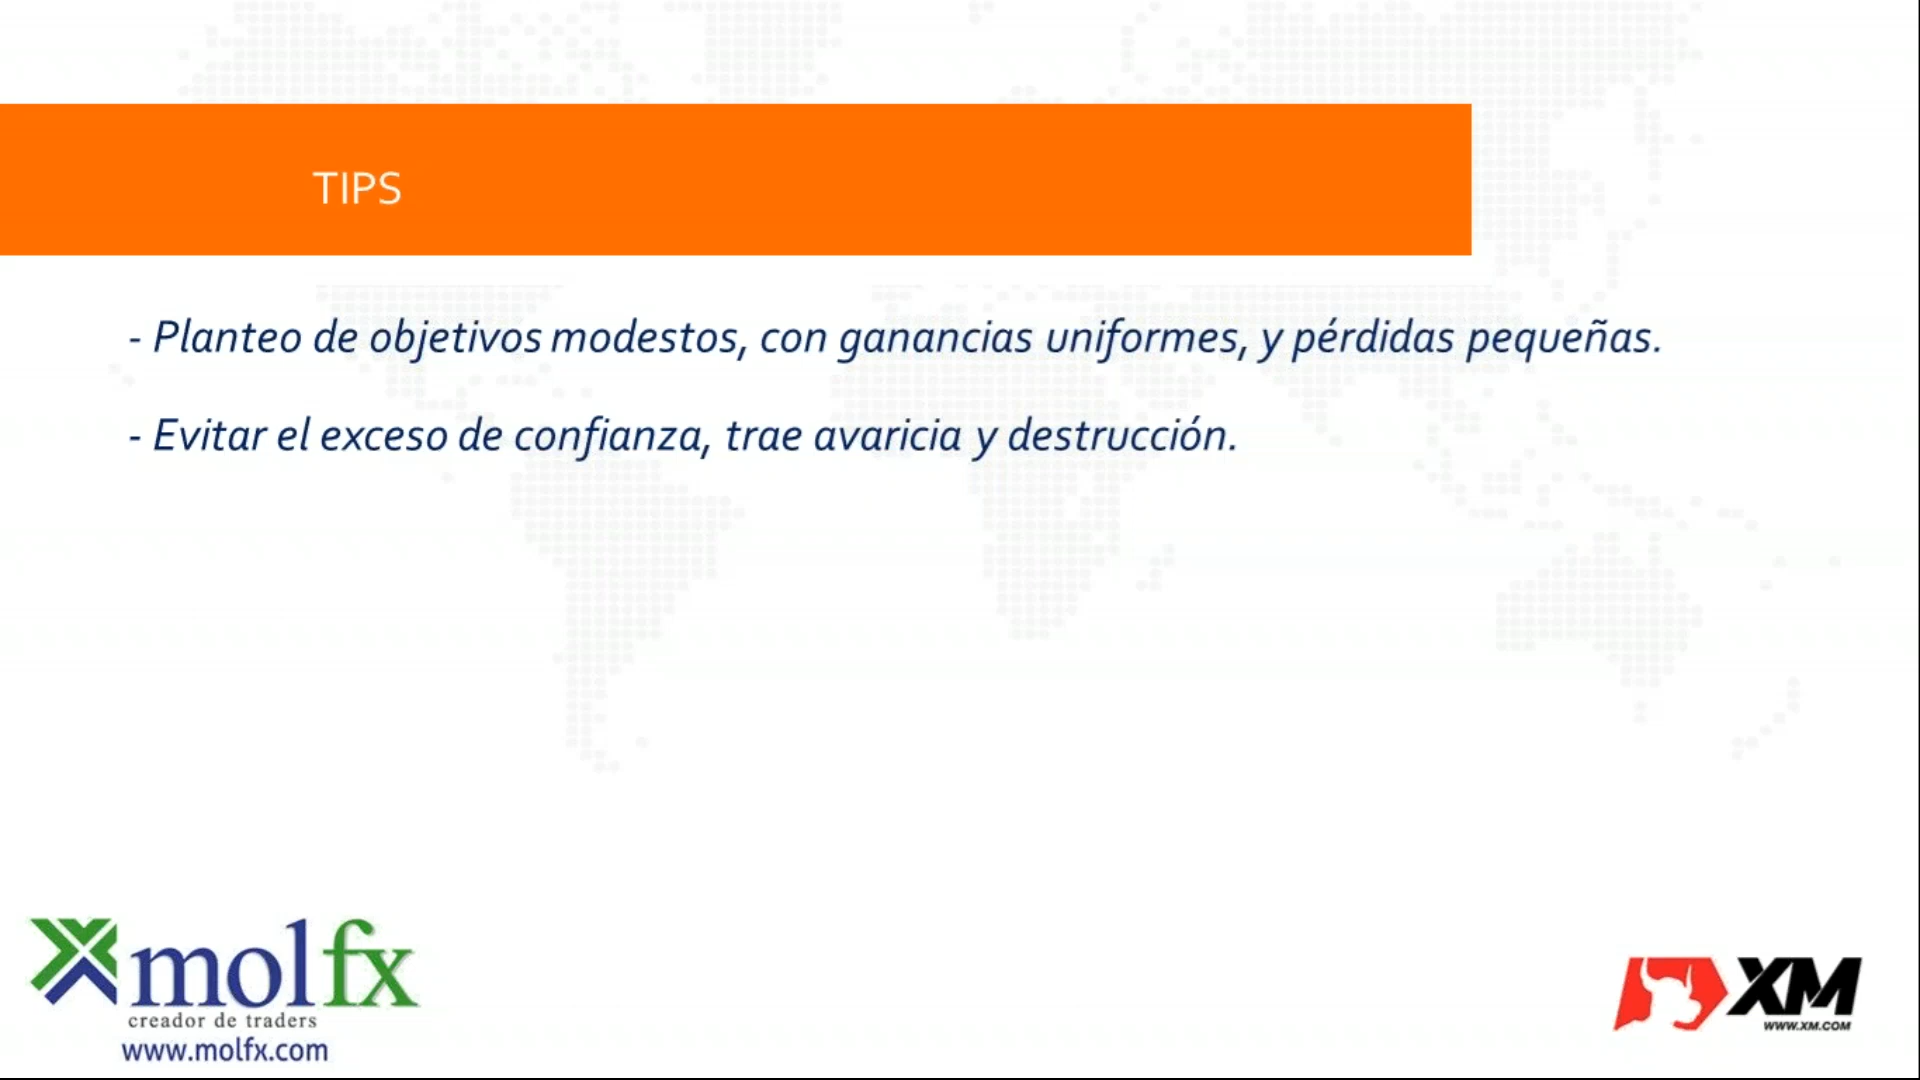 TIPS
- Planteo de objetivos modestos, con ganancias uniformes, y pérdidas pequeñas.
- Evitar el exceso de confianza, trae avaricia y destrucción.
molfx
creador de traders
www.molfx.com
XM
WWW.XM.COM